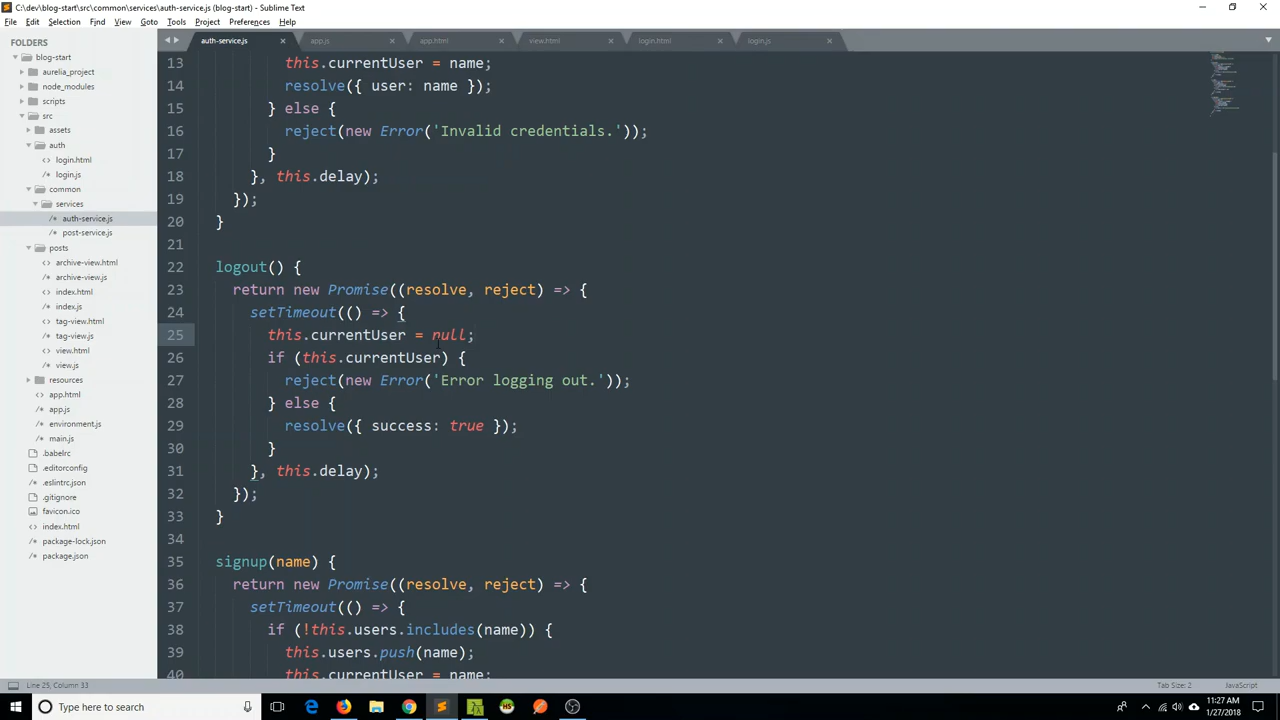 C:\dev\blog-start\src\common\services\auth-service.js (blog-start) - Sublime Text
File Edit Selection Find View Goto Tools Project Preferences Help
FOLDERS
blog-start
aurelia_project
node_modules
scripts
src
assets
auth
<> login.html
/* login.js
common
services
/* auth-service.js
/* post-service.js
posts
<> archive-view.html
/* archive-view.js
<> index.html
/* index.js
<> tag-view.html
/* tag-view.js
<> view.html
/* view.js
resources
<> app.html
/* app.js
/* environment.js
/* main.js
.babelrc
.editorconfig
/* .eslintrc.json
.gitignore
favicon.ico
<> index.html
/* package-lock.json
/* package.json
auth-service.js × app.js × app.html × view.html × login.html × login.js ×
13 this.currentUser = name;
14 resolve({ user: name });
15 } else {
16 reject(new Error('Invalid credentials.'));
17 }
18 }, this.delay);
19 });
20 }
21
22 logout() {
23 return new Promise((resolve, reject) => {
24 setTimeout(() => {
25 this.currentUser = null;
26 if (this.currentUser) {
27 reject(new Error('Error logging out.'));
28 } else {
29 resolve({ success: true });
30 }
31 }, this.delay);
32 });
33 }
34
35 signup(name) {
36 return new Promise((resolve, reject) => {
37 setTimeout(() => {
38 if (!this.users.includes(name)) {
39 this.users.push(name);
40 this.currentUser = name;
Line 25, Column 33 Tab Size: 2 JavaScript
Type here to search
11:27 AM
1/27/2018